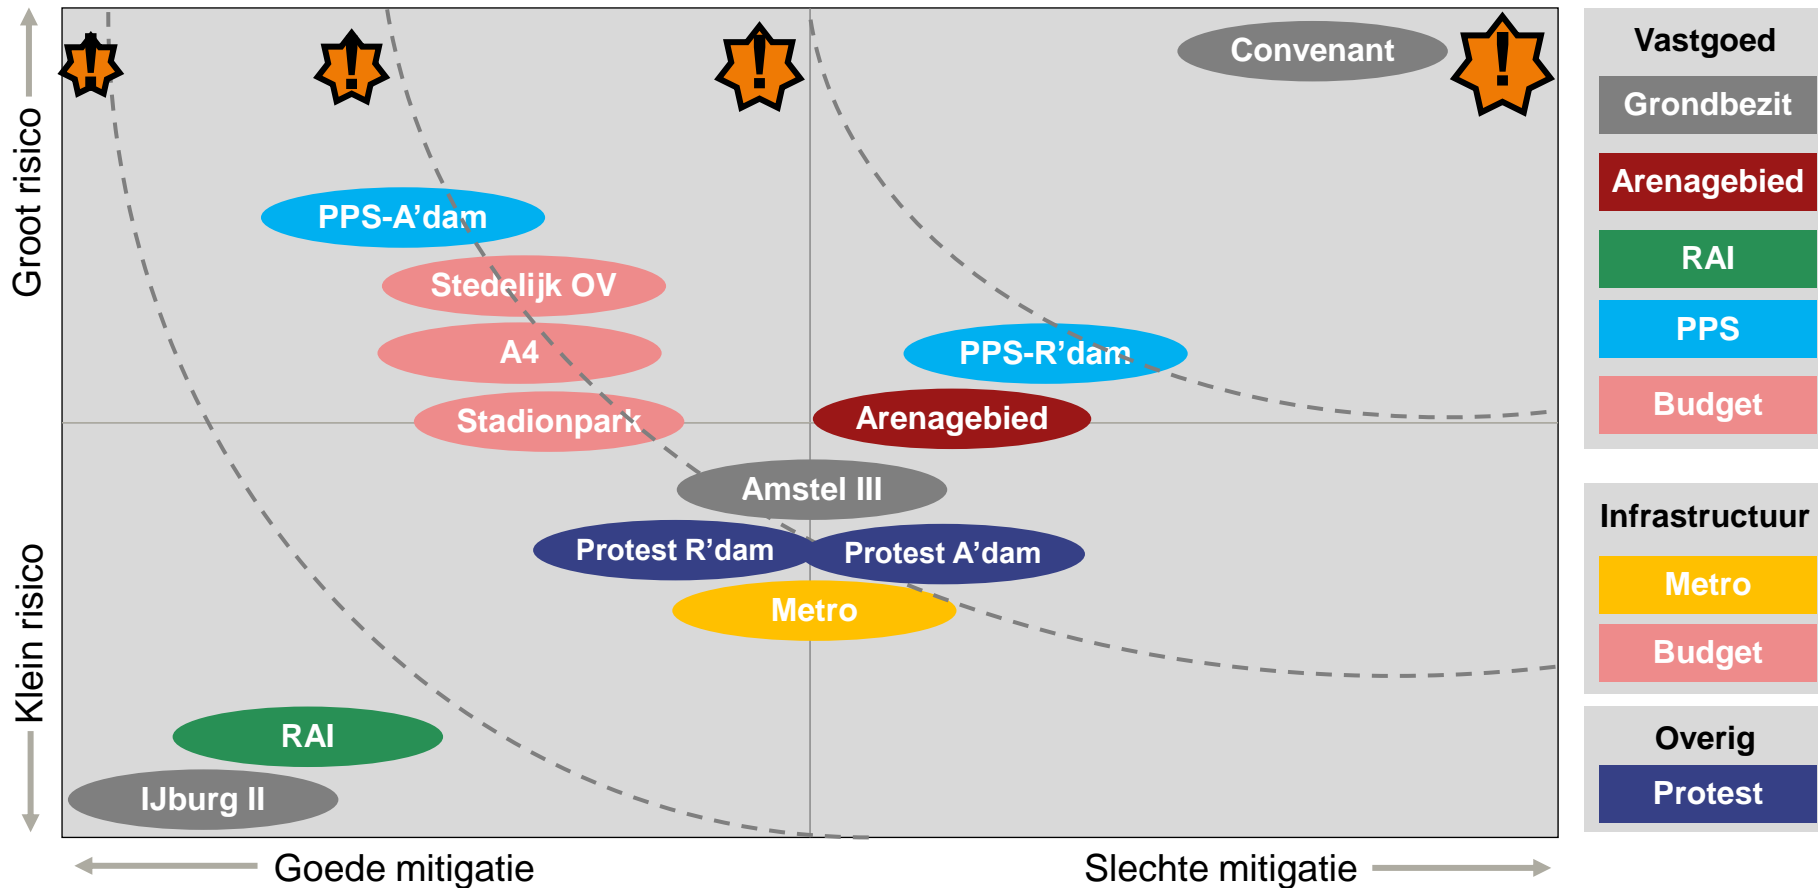 !
!
!
!
Convenant
PPS-A’dam
Stedelijk OV
A4
PPS-R’dam
Stadionpark
Arenagebied
Amstel III
Protest R’dam
Protest A’dam
Metro
RAI
IJburg II
Groot risico
Klein risico
Goede mitigatie
Slechte mitigatie
Vastgoed
Grondbezit
Arenagebied
RAI
PPS
Budget
Infrastructuur
Metro
Budget
Overig
Protest